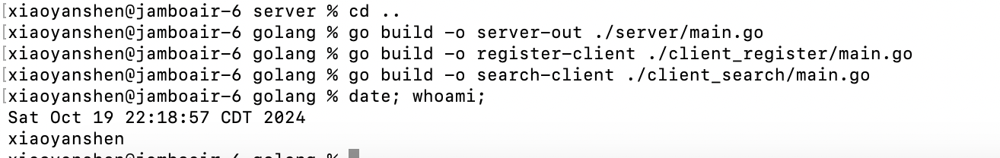 [xiaoyanshen@jamboair-6 server % cd ..
[xiaoyanshen@jamboair-6 golang % go build -o server-out ./server/main.go
[xiaoyanshen@jamboair-6 golang % go build -o register-client ./client_register/main.go
[xiaoyanshen@jamboair-6 golang % go build -o search-client ./client_search/main.go
[xiaoyanshen@jamboair-6 golang % date; whoami;
Sat Oct 19 22:18:57 CDT 2024
xiaoyanshen
xiaoyanshen@jamboair-6 golang %